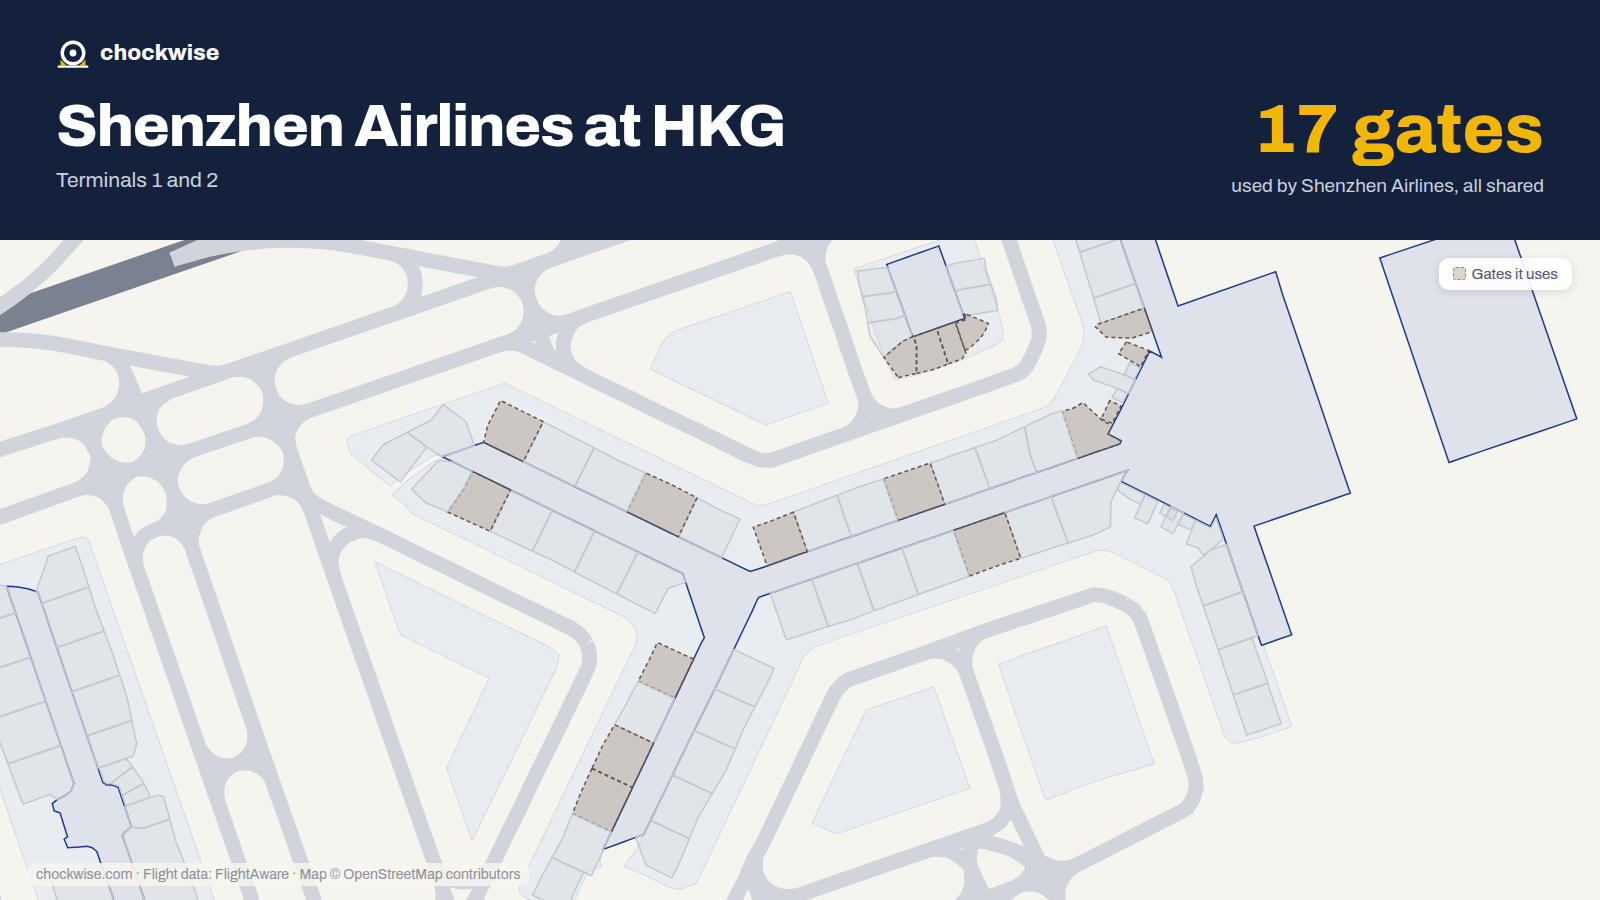 chockwise
Shenzhen Airlines at HKG
Terminals 1 and 2
17 gates
used by Shenzhen Airlines, all shared
Gates it uses
chockwise.com · Flight data: FlightAware · Map © OpenStreetMap contributors